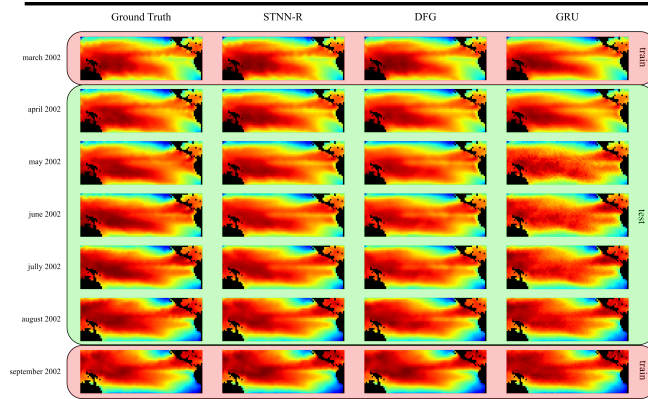 Ground Truth STNN-R DFG GRU
march 2002 train
april 2002
may 2002
june 2002 test
jully 2002
august 2002
september 2002 train